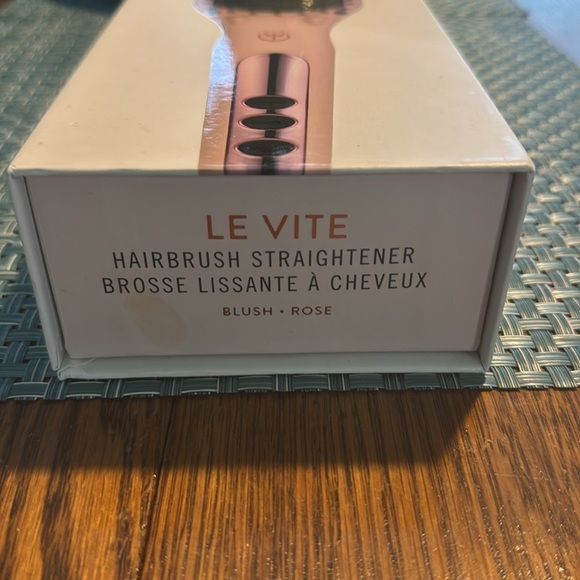 LE VITE
HAIRBRUSH STRAIGHTENER
BROSSE LISSANTE À CHEVEUX
BLUSH • ROSE